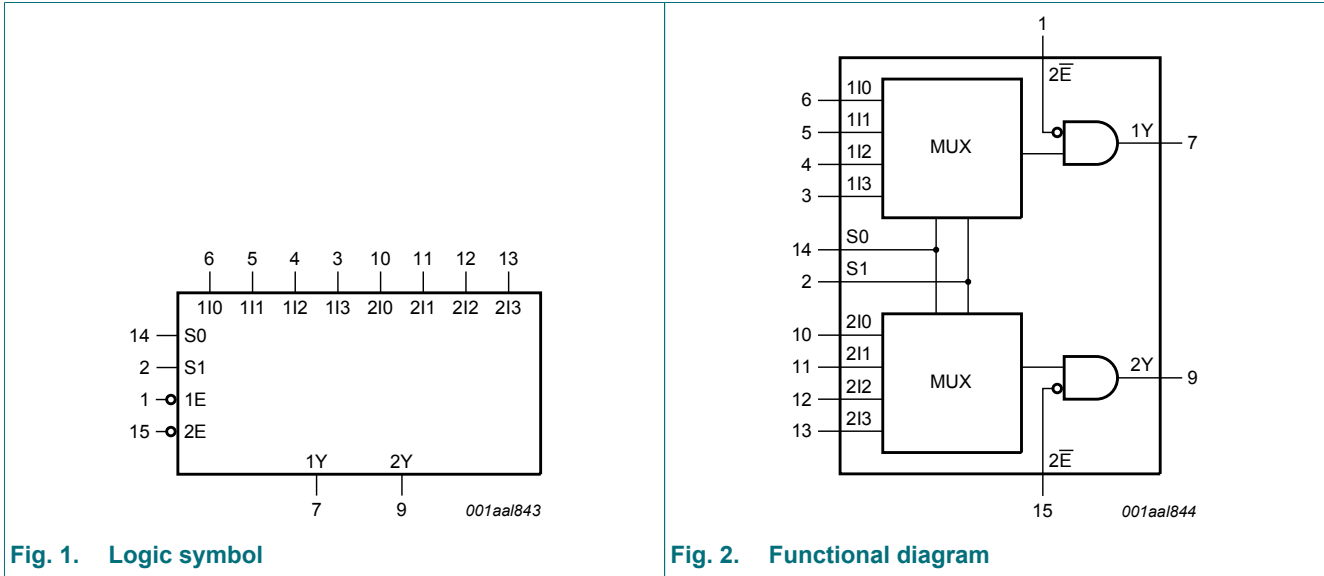 6 5 4 3 10 11 12 13
1I0 1I1 1I2 1I3 2I0 2I1 2I2 2I3
14 S0
2 S1
1 1E
15 2E
1Y 2Y
7 9 001aal843
Fig. 1. Logic symbol
1
2E̅
6 1I0
5 1I1
4 1I2
3 1I3
MUX
1Y 7
14 S0
2 S1
10 2I0
11 2I1
12 2I2
13 2I3
MUX
2Y 9
2E̅
15 001aal844
Fig. 2. Functional diagram